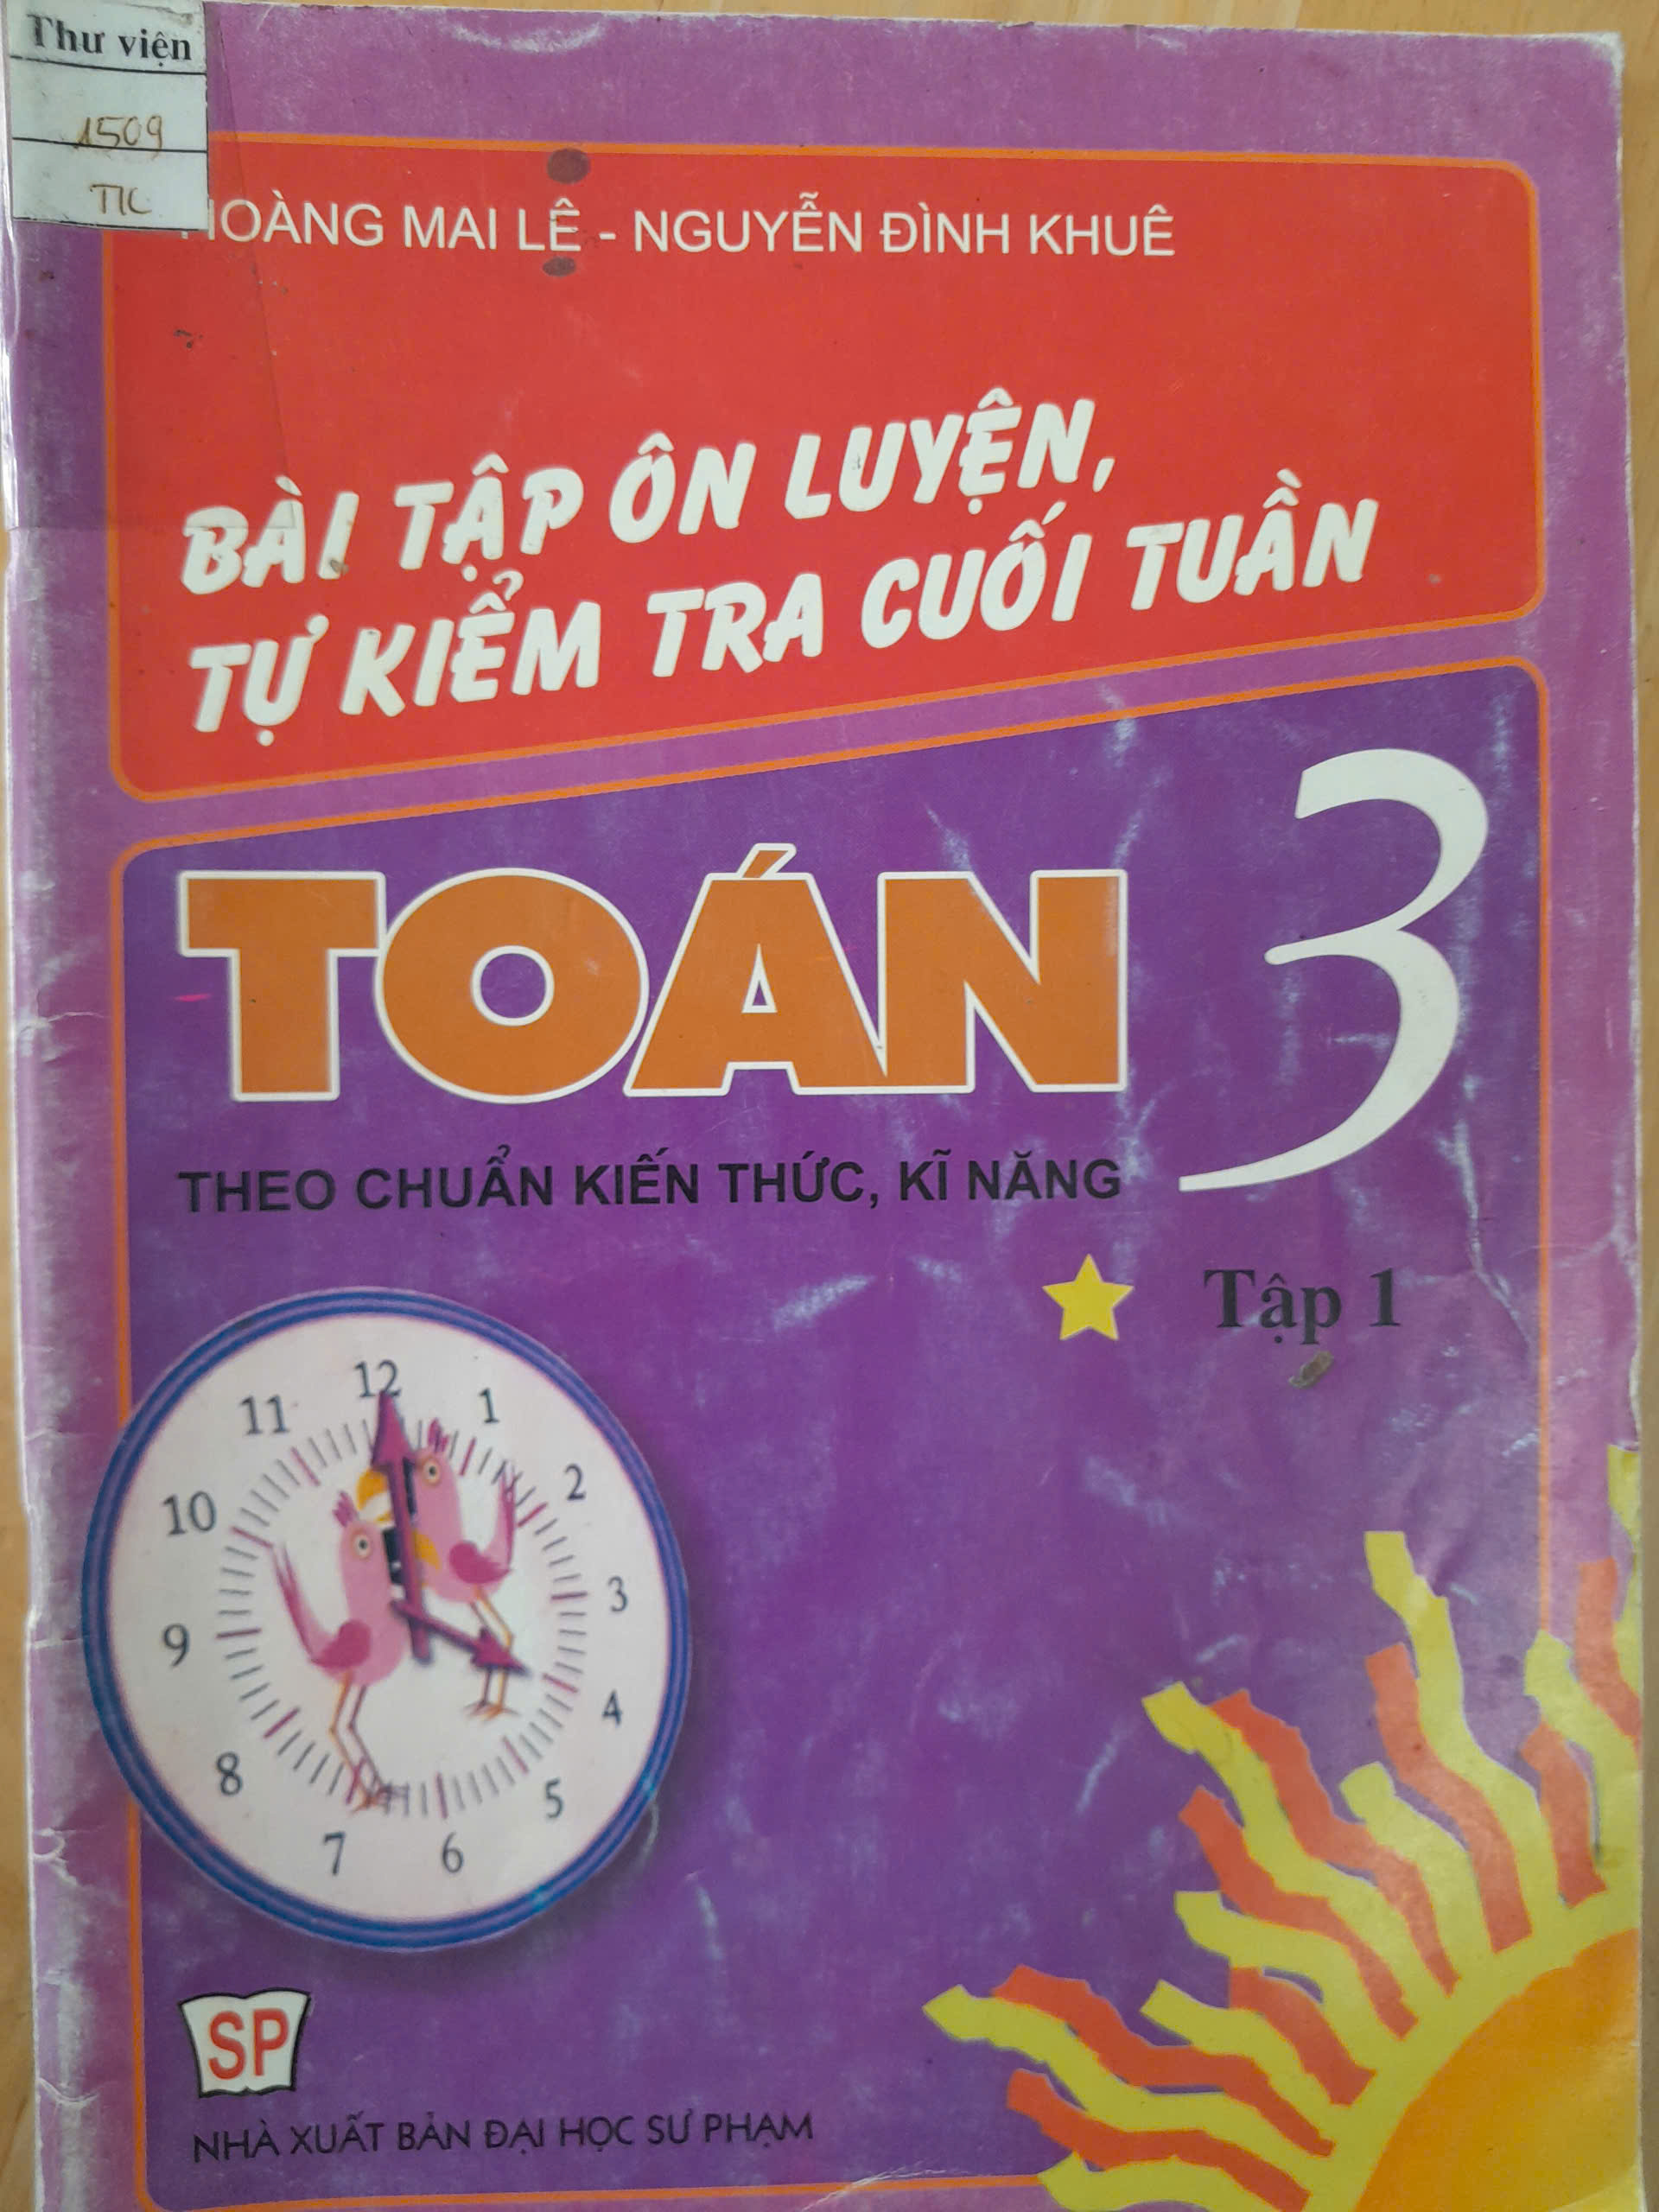 Thư viện
1509
TK
HOÀNG MAI LÊ - NGUYỄN ĐÌNH KHUÊ
BÀI TẬP ÔN LUYỆN,
TỰ KIỂM TRA CUỐI TUẦN
TOÁN 3
THEO CHUẨN KIẾN THỨC, KĨ NĂNG
Tập 1
12
1
2
3
4
5
6
7
8
9
10
11
SP
NHÀ XUẤT BẢN ĐẠI HỌC SƯ PHẠM